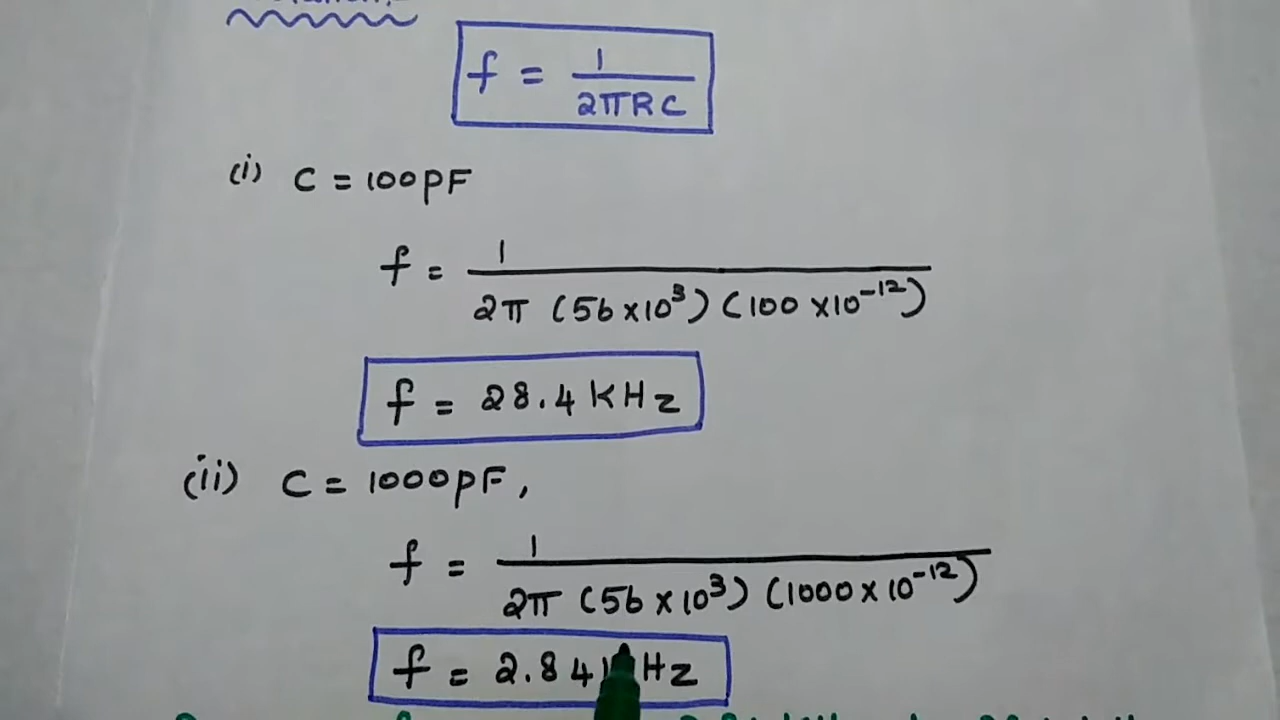 f = 1 / 2πRC
(i) C = 100pF
f = 1 / 2π (56 x 10³) (100 x 10⁻¹²)
f = 28.4 KHz
(ii) C = 1000pF,
f = 1 / 2π (56 x 10³) (1000 x 10⁻¹²)
f = 2.84 KHz